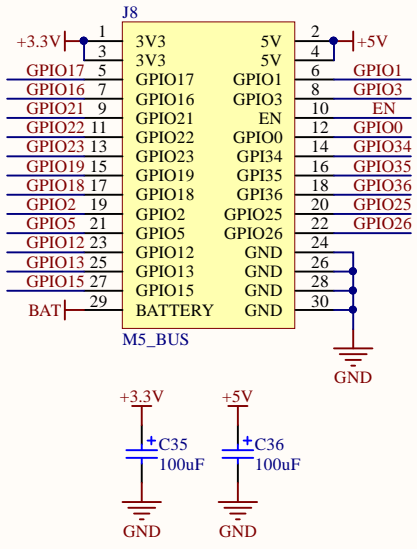 J8
+3.3V 1 3V3 5V 2 +5V
3 3V3 5V 4
GPIO17 5 GPIO17 GPIO1 6 GPIO1
GPIO16 7 GPIO16 GPIO3 8 GPIO3
GPIO21 9 GPIO21 EN 10 EN
GPIO22 11 GPIO22 GPIO0 12 GPIO0
GPIO23 13 GPIO23 GPI34 14 GPIO34
GPIO19 15 GPIO19 GPI35 16 GPIO35
GPIO18 17 GPIO18 GPI36 18 GPIO36
GPIO2 19 GPIO2 GPIO25 20 GPIO25
GPIO5 21 GPIO5 GPIO26 22 GPIO26
GPIO12 23 GPIO12 GND 24
GPIO13 25 GPIO13 GND 26
GPIO15 27 GPIO15 GND 28
BAT 29 BATTERY GND 30
M5_BUS
GND
+3.3V +5V
C35 C36
100uF 100uF
GND GND